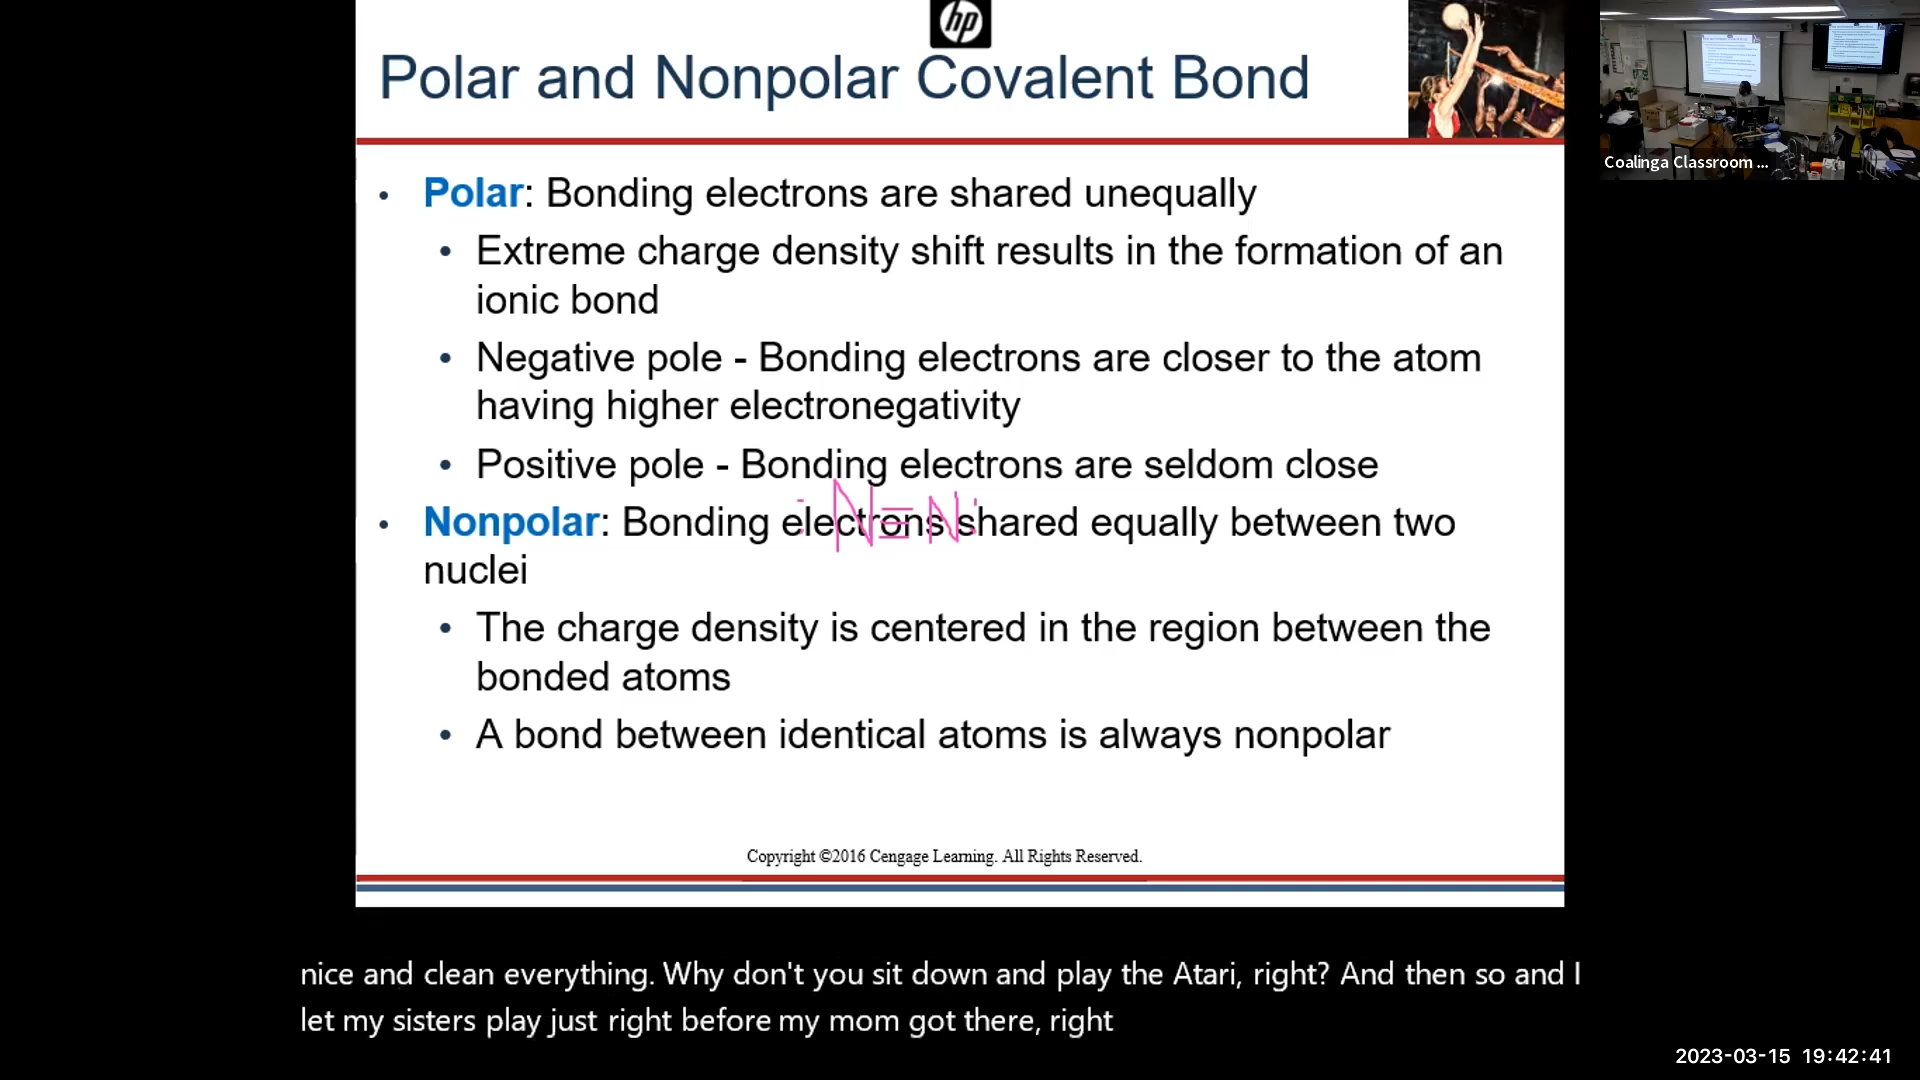 hp
Polar and Nonpolar Covalent Bond
Coalinga Classroom ...
• Polar: Bonding electrons are shared unequally
• Extreme charge density shift results in the formation of an
ionic bond
• Negative pole - Bonding electrons are closer to the atom
having higher electronegativity
• Positive pole - Bonding electrons are seldom close
:N≡N:
• Nonpolar: Bonding electrons shared equally between two
nuclei
• The charge density is centered in the region between the
bonded atoms
• A bond between identical atoms is always nonpolar
Copyright ©2016 Cengage Learning. All Rights Reserved.
nice and clean everything. Why don't you sit down and play the Atari, right? And then so and I
let my sisters play just right before my mom got there, right
2023-03-15 19:42:41